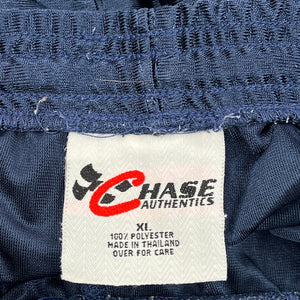 CHASE
AUTHENTICS
XL
100% POLYESTER
MADE IN THAILAND
OVER FOR CARE